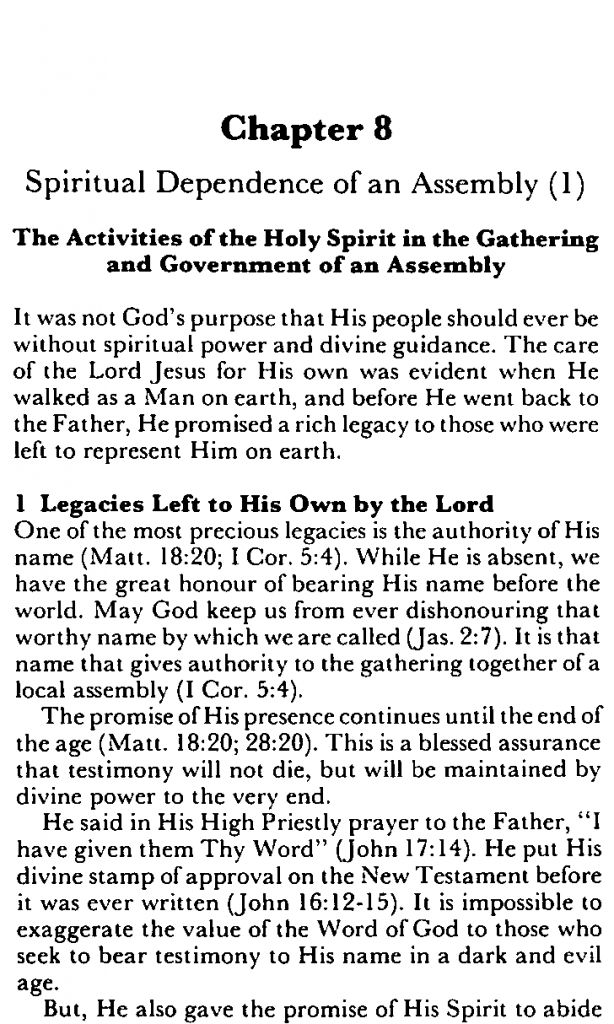 Chapter 8
Spiritual Dependence of an Assembly (1)
The Activities of the Holy Spirit in the Gathering
and Government of an Assembly
It was not God's purpose that His people should ever be
without spiritual power and divine guidance. The care
of the Lord Jesus for His own was evident when He
walked as a Man on earth, and before He went back to
the Father, He promised a rich legacy to those who were
left to represent Him on earth.
1 Legacies Left to His Own by the Lord
One of the most precious legacies is the authority of His
name (Matt. 18:20; I Cor. 5:4). While He is absent, we
have the great honour of bearing His name before the
world. May God keep us from ever dishonouring that
worthy name by which we are called (Jas. 2:7). It is that
name that gives authority to the gathering together of a
local assembly (I Cor. 5:4).
The promise of His presence continues until the end of
the age (Matt. 18:20; 28:20). This is a blessed assurance
that testimony will not die, but will be maintained by
divine power to the very end.
He said in His High Priestly prayer to the Father, "I
have given them Thy Word" (John 17:14). He put His
divine stamp of approval on the New Testament before
it was ever written (John 16:12-15). It is impossible to
exaggerate the value of the Word of God to those who
seek to bear testimony to His name in a dark and evil
age.
But, He also gave the promise of His Spirit to abide